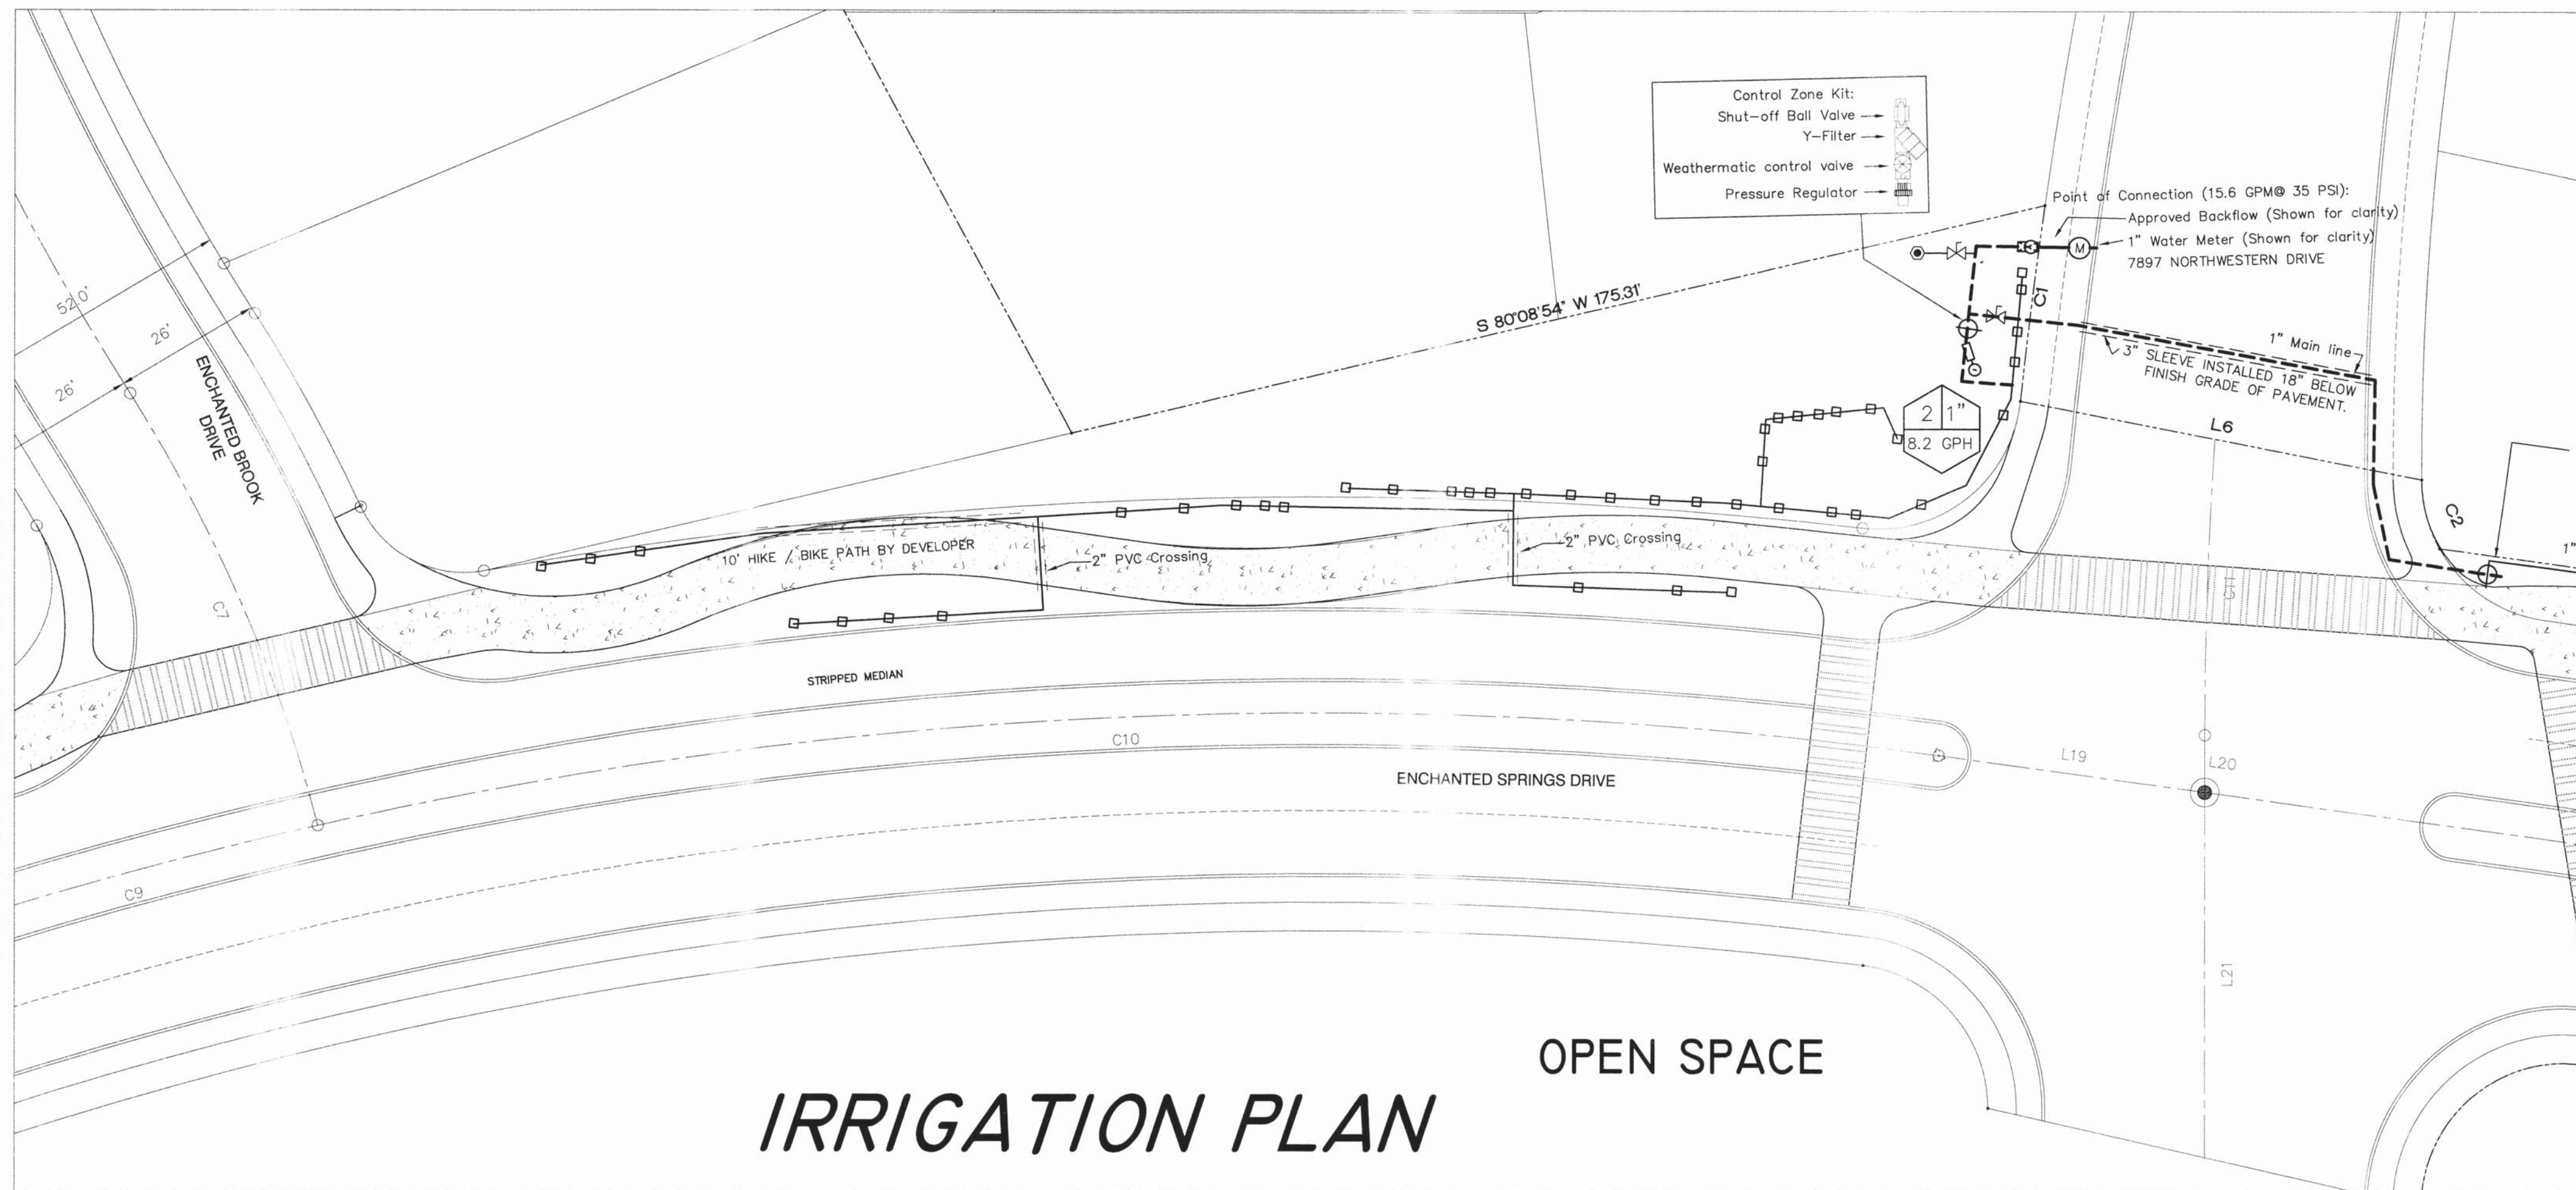 Control Zone Kit:
Shut-off Ball Valve
Y-Filter
Weathermatic control valve
Pressure Regulator
Point of Connection (15.6 GPM@ 35 PSI):
Approved Backflow (Shown for clarity)
1" Water Meter (Shown for clarity)
7897 NORTHWESTERN DRIVE
M
C1
S 80°08'54" W 175.31'
1" Main line
3" SLEEVE INSTALLED 18" BELOW
FINISH GRADE OF PAVEMENT.
52.0'
26'
26'
ENCHANTED BROOK
DRIVE
2 1"
8.2 GPH
L6
C2
1"
10' HIKE / BIKE PATH BY DEVELOPER
2" PVC Crossing
2" PVC Crossing
C7
C11
STRIPPED MEDIAN
C10
ENCHANTED SPRINGS DRIVE
L19
L20
C9
L21
OPEN SPACE
IRRIGATION PLAN